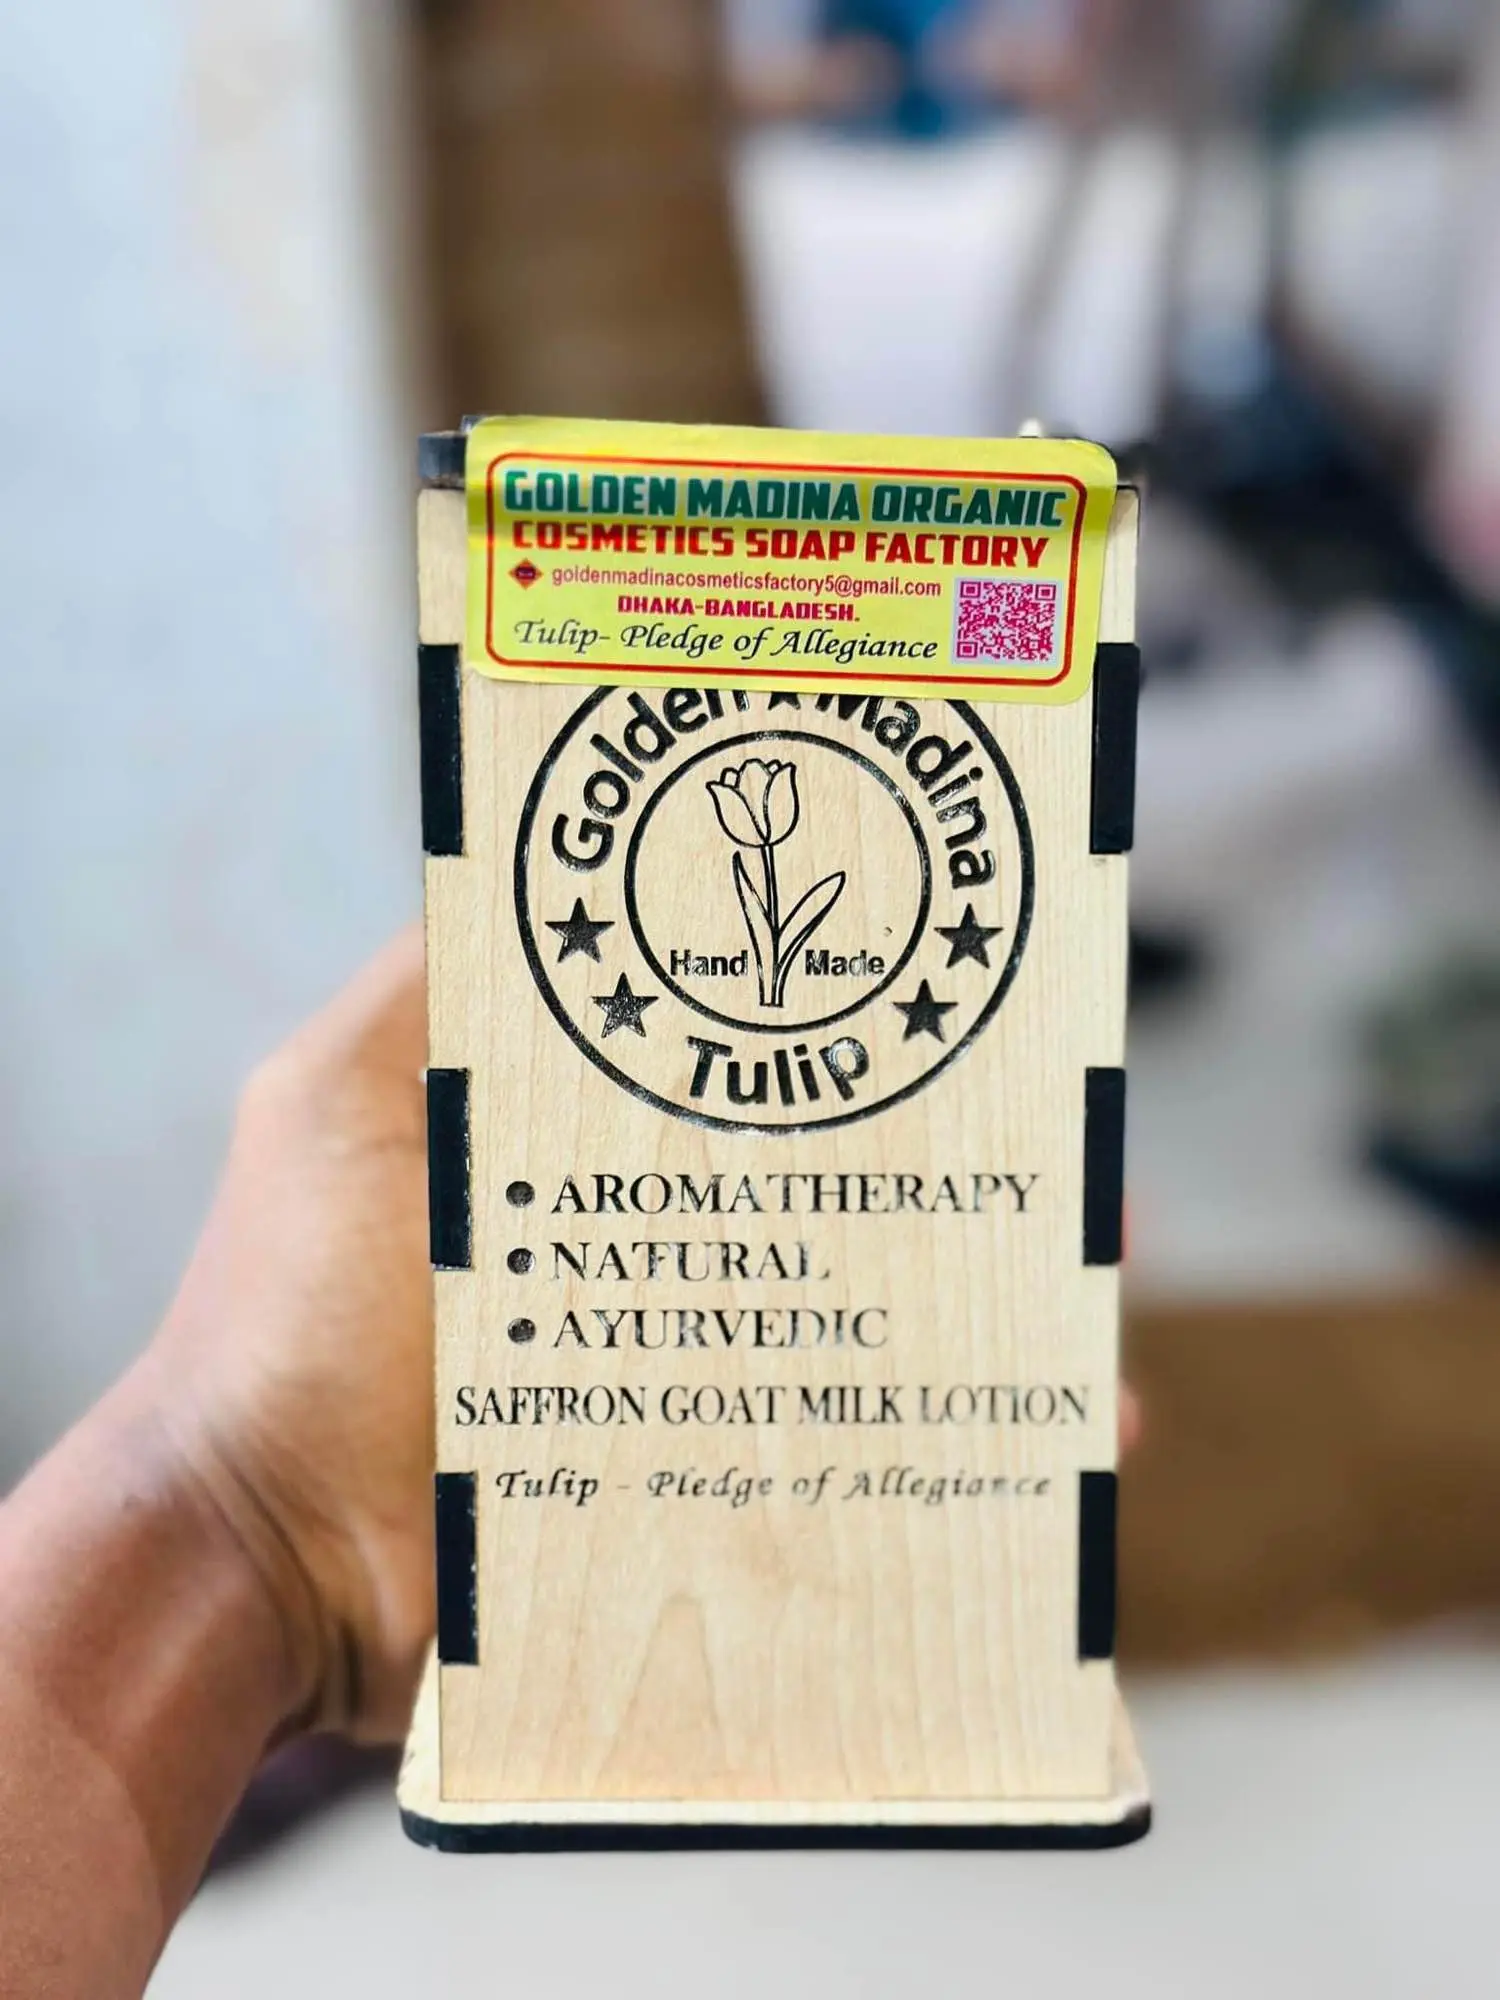 GOLDEN MADINA ORGANIC
COSMETICS SOAP FACTORY
goldenmadinacosmeticsfactory5@gmail.com
DHAKA-BANGLADESH.
Tulip- Pledge of Allegiance
Golden ★ Madina
Hand Made
Tulip
• AROMATHERAPY
• NATURAL
• AYURVEDIC
SAFFRON GOAT MILK LOTION
Tulip - Pledge of Allegiance